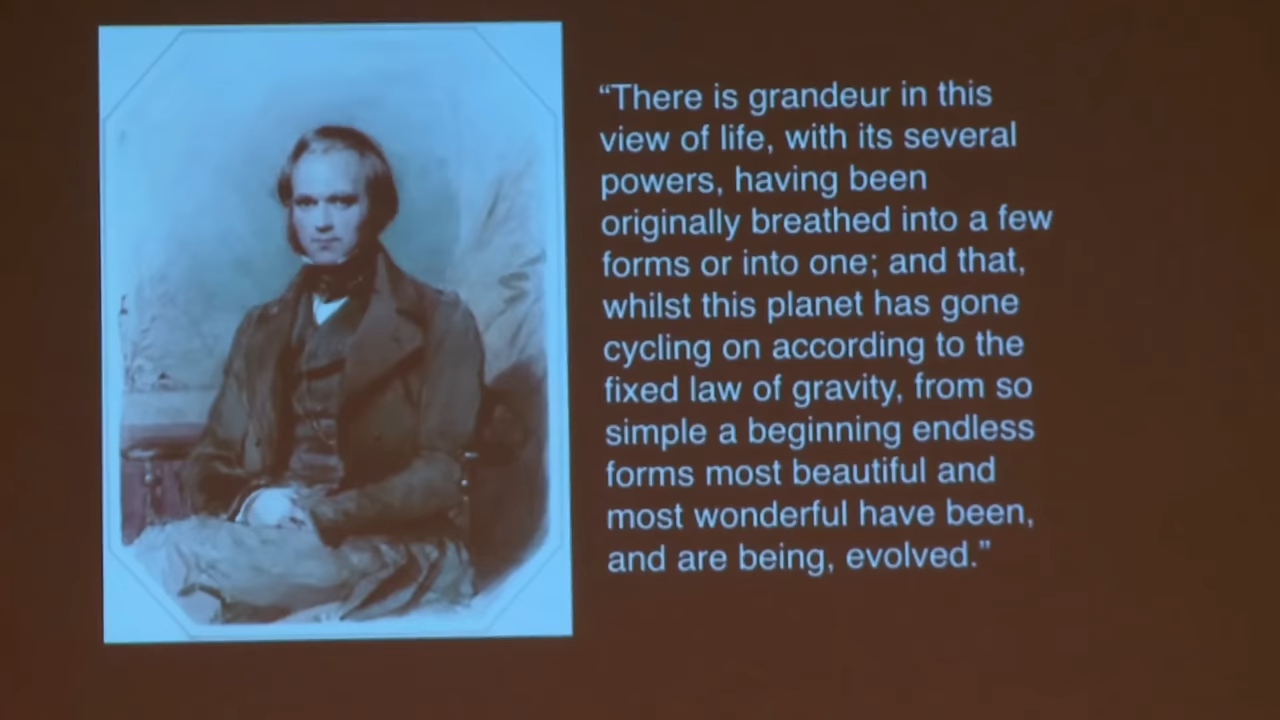 “There is grandeur in this
view of life, with its several
powers, having been
originally breathed into a few
forms or into one; and that,
whilst this planet has gone
cycling on according to the
fixed law of gravity, from so
simple a beginning endless
forms most beautiful and
most wonderful have been,
and are being, evolved.”